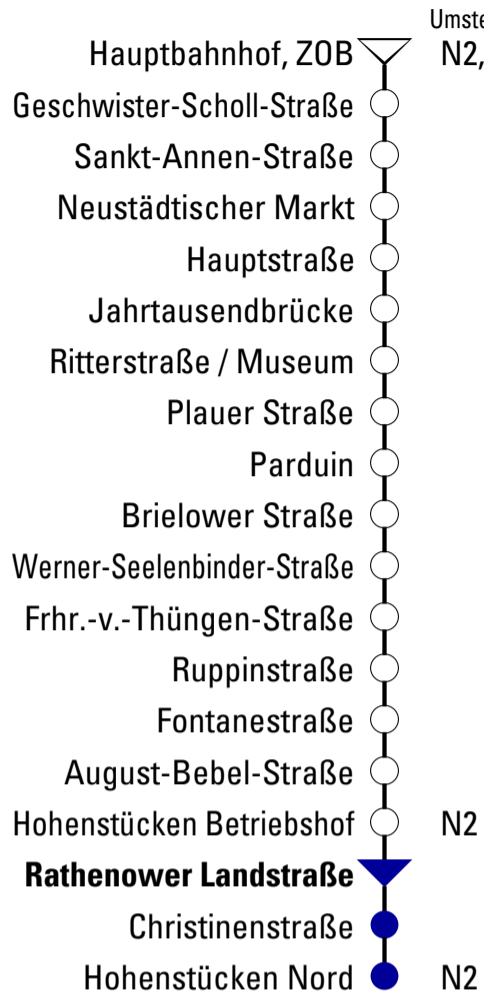 Umste
Hauptbahnhof, ZOB N2,
Geschwister-Scholl-Straße
Sankt-Annen-Straße
Neustädtischer Markt
Hauptstraße
Jahrtausendbrücke
Ritterstraße / Museum
Plauer Straße
Parduin
Brielower Straße
Werner-Seelenbinder-Straße
Frhr.-v.-Thüngen-Straße
Ruppinstraße
Fontanestraße
August-Bebel-Straße
Hohenstücken Betriebshof N2
Rathenower Landstraße
Christinenstraße
Hohenstücken Nord N2